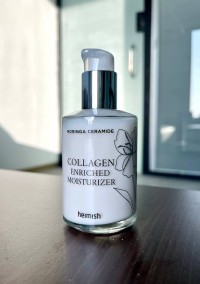 MORINGA CERAMIDE
COLLAGEN
ENRICHED
MOISTURIZER
heimish